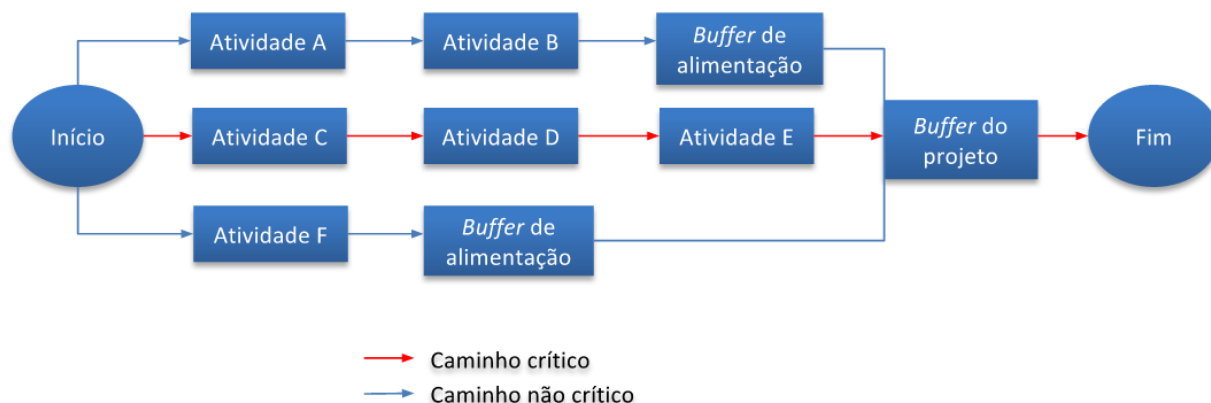 Atividade A
Atividade B
Buffer de
alimentação
Início
Atividade C
Atividade D
Atividade E
Buffer do
projeto
Fim
Atividade F
Buffer de
alimentação
Caminho crítico
Caminho não crítico